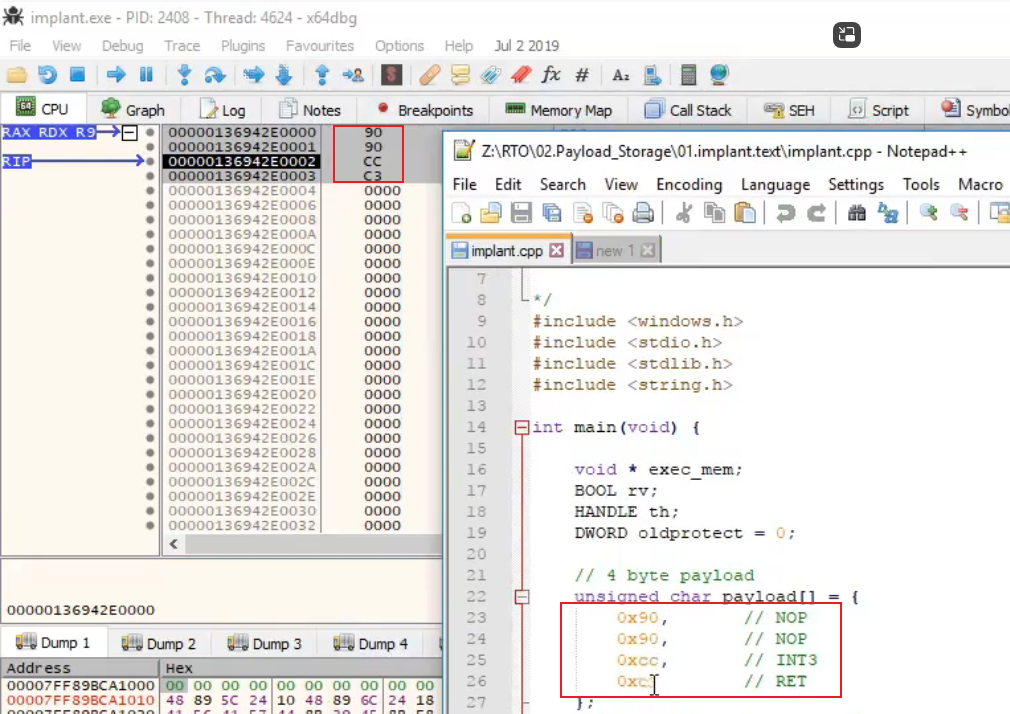 implant.exe - PID: 2408 - Thread: 4624 - x64dbg
File View Debug Trace Plugins Favourites Options Help Jul 2 2019
CPU Graph Log Notes Breakpoints Memory Map Call Stack SEH Script Symbo
RAX RDX R9
RIP
00000136942E0000 90
00000136942E0001 90
00000136942E0002 CC
00000136942E0003 C3
00000136942E0004 0000
00000136942E0006 0000
00000136942E0008 0000
00000136942E000A 0000
00000136942E000C 0000
00000136942E000E 0000
00000136942E0010 0000
00000136942E0012 0000
00000136942E0014 0000
00000136942E0016 0000
00000136942E0018 0000
00000136942E001A 0000
00000136942E001C 0000
00000136942E001E 0000
00000136942E0020 0000
00000136942E0022 0000
00000136942E0024 0000
00000136942E0026 0000
00000136942E0028 0000
00000136942E002A 0000
00000136942E002C 0000
00000136942E002E 0000
00000136942E0030 0000
00000136942E0032 0000
00000136942E0000
Dump 1 Dump 2 Dump 3 Dump 4
Address Hex
00007FF89BCA1000 00 00 00 00 00 00 00 00 00 00
00007FF89BCA1010 48 89 5C 24 10 48 89 6C 24 18
Z:\RTO\02.Payload_Storage\01.implant.text\implant.cpp - Notepad++
File Edit Search View Encoding Language Settings Tools Macro
implant.cpp new 1
7
8 */
9 #include <windows.h>
10 #include <stdio.h>
11 #include <stdlib.h>
12 #include <string.h>
13
14 int main(void) {
15
16 void * exec_mem;
17 BOOL rv;
18 HANDLE th;
19 DWORD oldprotect = 0;
20
21 // 4 byte payload
22 unsigned char payload[] = {
23 0x90, // NOP
24 0x90, // NOP
25 0xcc, // INT3
26 // RET
27 };